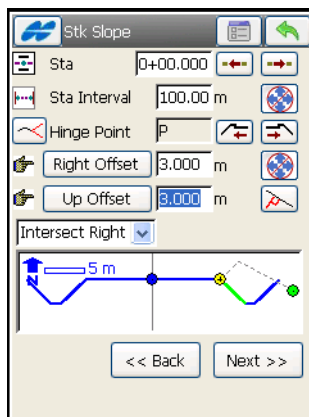 Stk Slope
Sta 0+00.000
Sta Interval 100.00 m
Hinge Point P
Right Offset 3.000 m
Up Offset 3.000 m
Intersect Right
5 m
N
<< Back Next >>